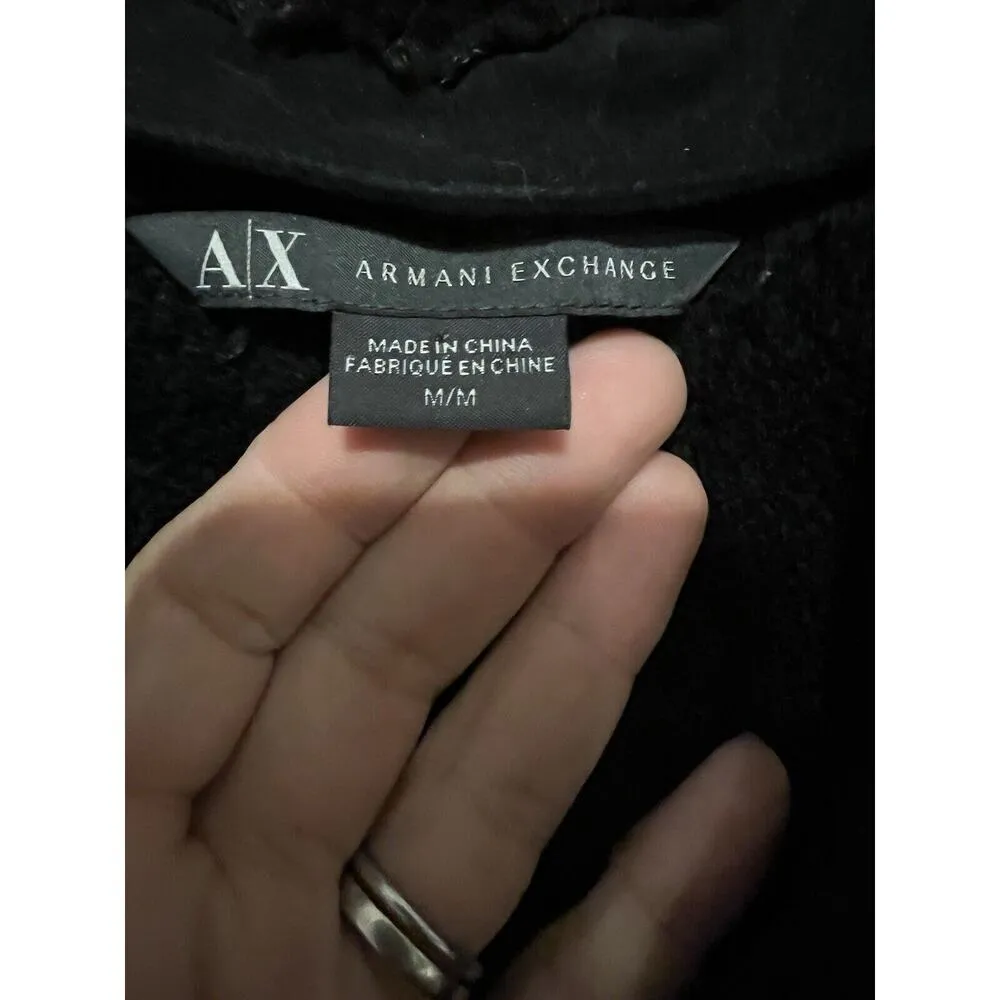 A|X ARMANI EXCHANGE
MADE IN CHINA
FABRIQUÉ EN CHINE
M/M